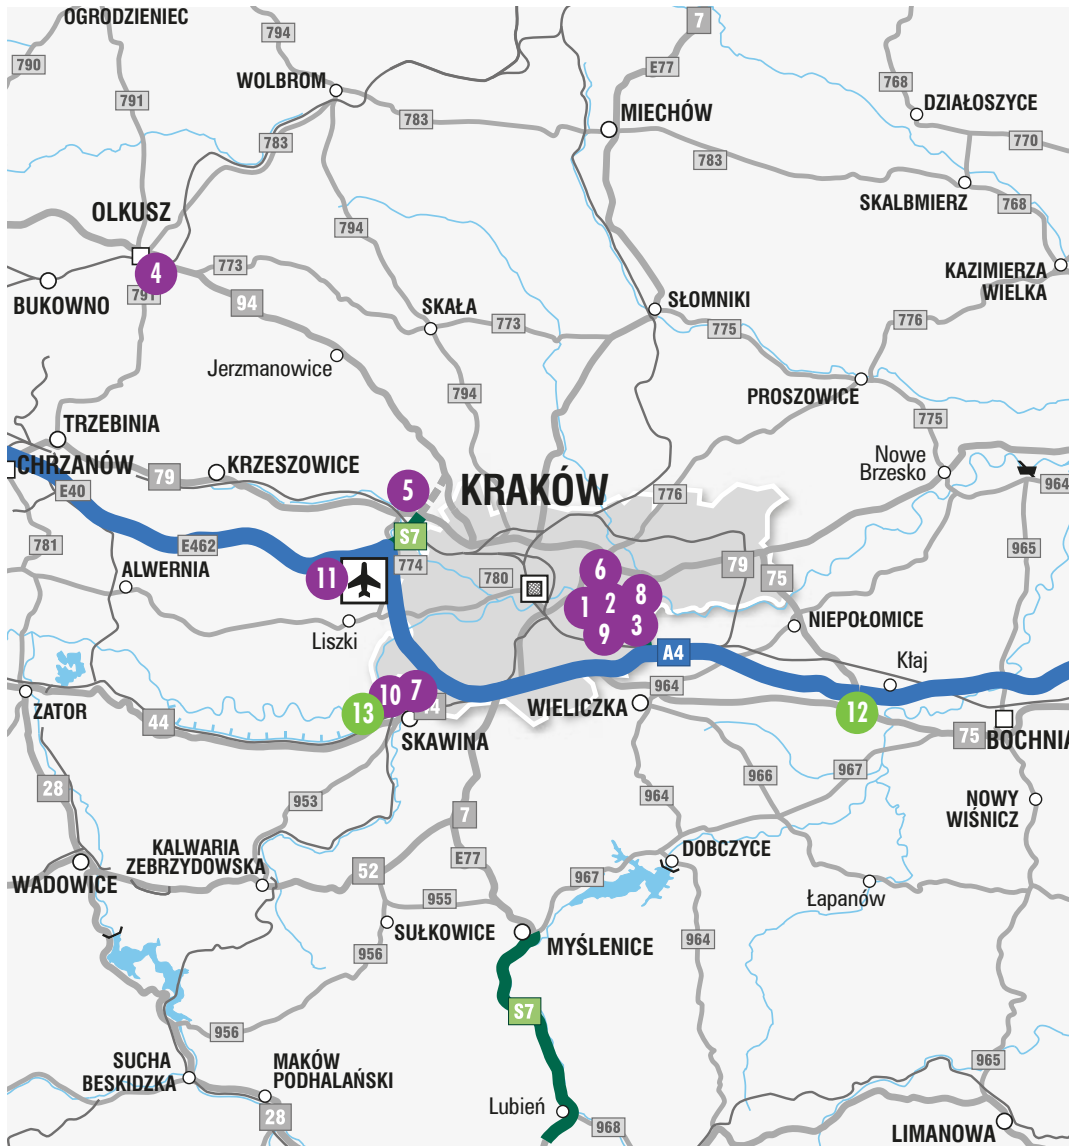 OGRODZIENIEC
794
7
790
E77
768
WOLBROM
791
DZIAŁOSZYCE
783
MIECHÓW
783
770
783
SKALBMIERZ
768
OLKUSZ
794
773
4
KAZIMIERZA
WIELKA
791
BUKOWNO
94
SKAŁA
SŁOMNIKI
773
775
776
Jerzmanowice
PROSZOWICE
794
775
TRZEBINIA
Nowe
Brzesko
CHRZANÓW
79
KRZESZOWICE
5
KRAKÓW
964
E40
776
S7
781
E462
965
774
780
79
75
ALWERNIA
11
6
8
1
2
Liszki
9
3
NIEPOŁOMICE
A4
Kłaj
964
ZATOR
10
7
WIELICZKA
44
13
44
12
SKAWINA
75
BOCHNIA
28
966
967
953
964
NOWY
WIŚNICZ
7
KALWARIA
ZEBRZYDOWSKA
DOBCZYCE
E77
52
WADOWICE
967
955
Łapanów
SUŁKOWICE
MYŚLENICE
964
956
S7
956
SUCHA
BESKIDZKA
MAKÓW
PODHALAŃSKI
965
28
Lubień
968
LIMANOWA